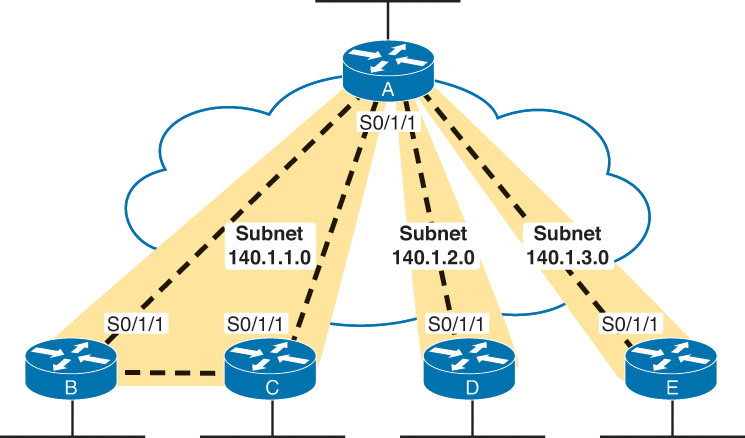 A
S0/1/1
Subnet
140.1.1.0
Subnet
140.1.2.0
Subnet
140.1.3.0
S0/1/1
S0/1/1
S0/1/1
S0/1/1
B
C
D
E